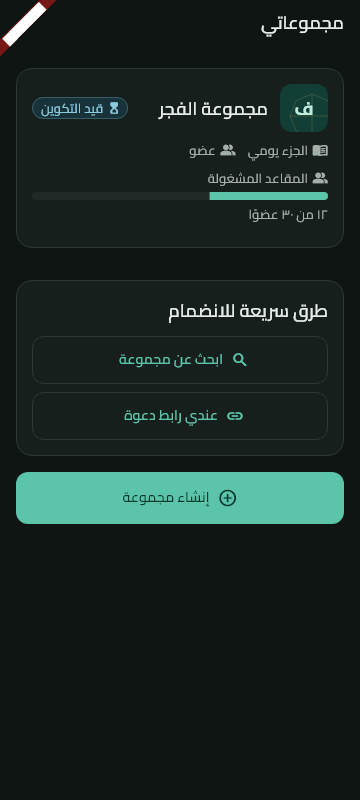 مجموعاتي
ف
مجموعة الفجر
قيد التكوين
الجزء يومي
عضو
المقاعد المشغولة
١٢ من ٣٠ عضوًا
طرق سريعة للانضمام
ابحث عن مجموعة
عندي رابط دعوة
إنشاء مجموعة